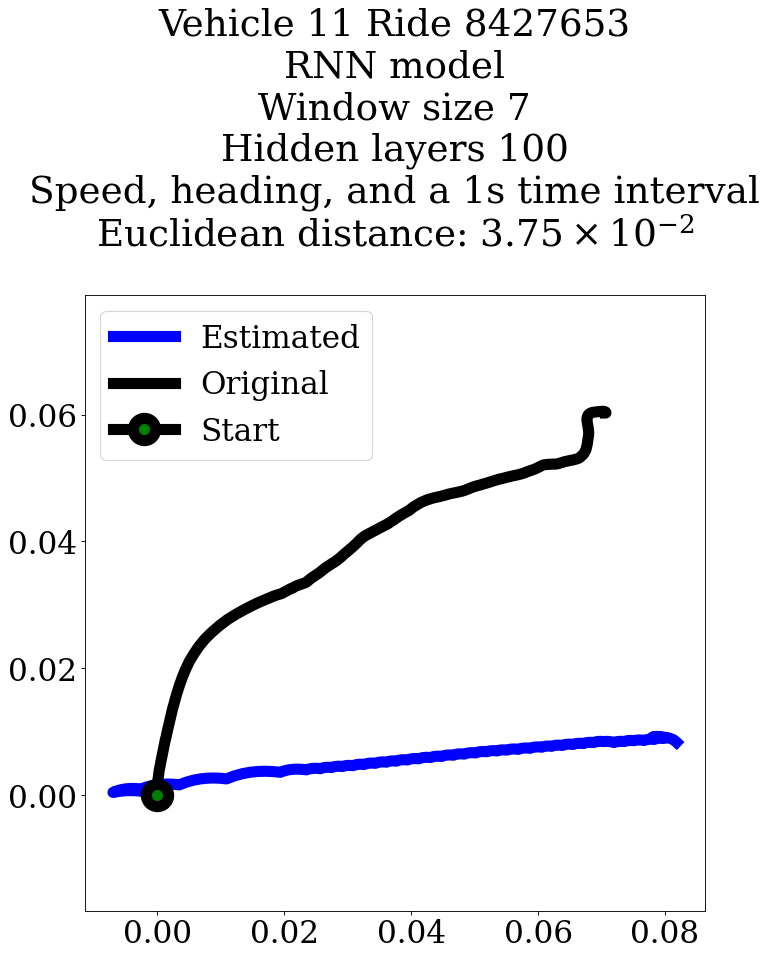 Vehicle 11 Ride 8427653
RNN model
Window size 7
Hidden layers 100
Speed, heading, and a 1s time interval
Euclidean distance: 3.75 × 10⁻²
Estimated
Original
Start
0.06
0.04
0.02
0.00
0.00 0.02 0.04 0.06 0.08